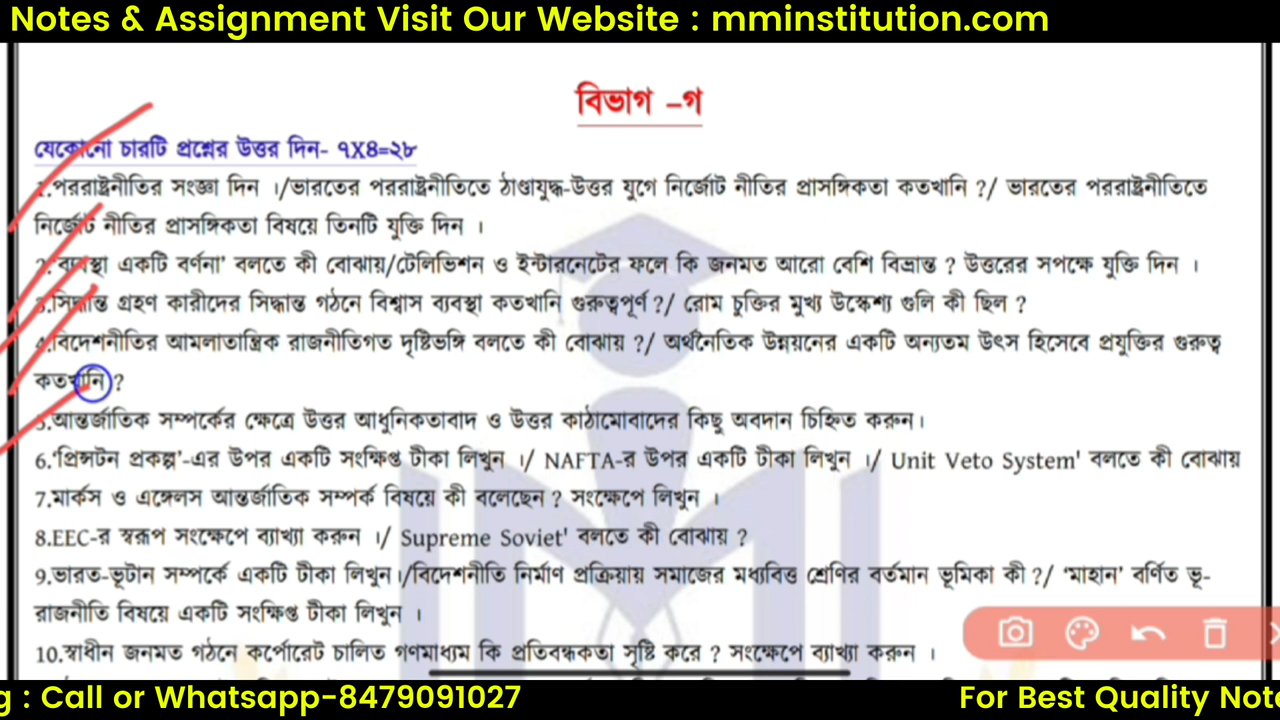 Notes & Assignment Visit Our Website : mminstitution.com
বিভাগ –গ
যেকোনো চারটি প্রশ্নের উত্তর দিন- ৭X4=২৮
1.পররাষ্ট্রনীতির সংজ্ঞা দিন ।/ভারতের পররাষ্ট্রনীতিতে ঠাণ্ডাযুদ্ধ-উত্তর যুগে নির্জোট নীতির প্রাসঙ্গিকতা কতখানি ?/ ভারতের পররাষ্ট্রনীতিতে
নির্জোট নীতির প্রাসঙ্গিকতা বিষয়ে তিনটি যুক্তি দিন ।
2.'ব্যবস্থা একটি বর্ণনা' বলতে কী বোঝায়/টেলিভিশন ও ইন্টারনেটের ফলে কি জনমত আরো বেশি বিভ্রান্ত ? উত্তরের সপক্ষে যুক্তি দিন ।
3.সিদ্ধান্ত গ্রহণ কারীদের সিদ্ধান্ত গঠনে বিশ্বাস ব্যবস্থা কতখানি গুরুত্বপূর্ণ ?/ রোম চুক্তির মুখ্য উস্কেশ্য গুলি কী ছিল ?
4.বিদেশনীতির আমলাতান্ত্রিক রাজনীতিগত দৃষ্টিভঙ্গি বলতে কী বোঝায় ?/ অর্থনৈতিক উন্নয়নের একটি অন্যতম উৎস হিসেবে প্রযুক্তির গুরুত্ব
কতখানি ?
5.আন্তর্জাতিক সম্পর্কের ক্ষেত্রে উত্তর আধুনিকতাবাদ ও উত্তর কাঠামোবাদের কিছু অবদান চিহ্নিত করুন।
6.'প্রিন্সটন প্রকল্প'-এর উপর একটি সংক্ষিপ্ত টীকা লিখুন ।/ NAFTA-র উপর একটি টীকা লিখুন ।/ Unit Veto System' বলতে কী বোঝায়
7.মার্কস ও এঙ্গেলস আন্তর্জাতিক সম্পর্ক বিষয়ে কী বলেছেন ? সংক্ষেপে লিখুন ।
8.EEC-র স্বরূপ সংক্ষেপে ব্যাখ্যা করুন ।/ Supreme Soviet' বলতে কী বোঝায় ?
9.ভারত-ভূটান সম্পর্কে একটি টীকা লিখুন।/বিদেশনীতি নির্মাণ প্রক্রিয়ায় সমাজের মধ্যবিত্ত শ্রেণির বর্তমান ভূমিকা কী ?/ 'মাহান' বর্ণিত ভূ-
রাজনীতি বিষয়ে একটি সংক্ষিপ্ত টীকা লিখুন ।
10.স্বাধীন জনমত গঠনে কর্পোরেট চালিত গণমাধ্যম কি প্রতিবন্ধকতা সৃষ্টি করে ? সংক্ষেপে ব্যাখ্যা করুন ।
g : Call or Whatsapp-8479091027
For Best Quality Not